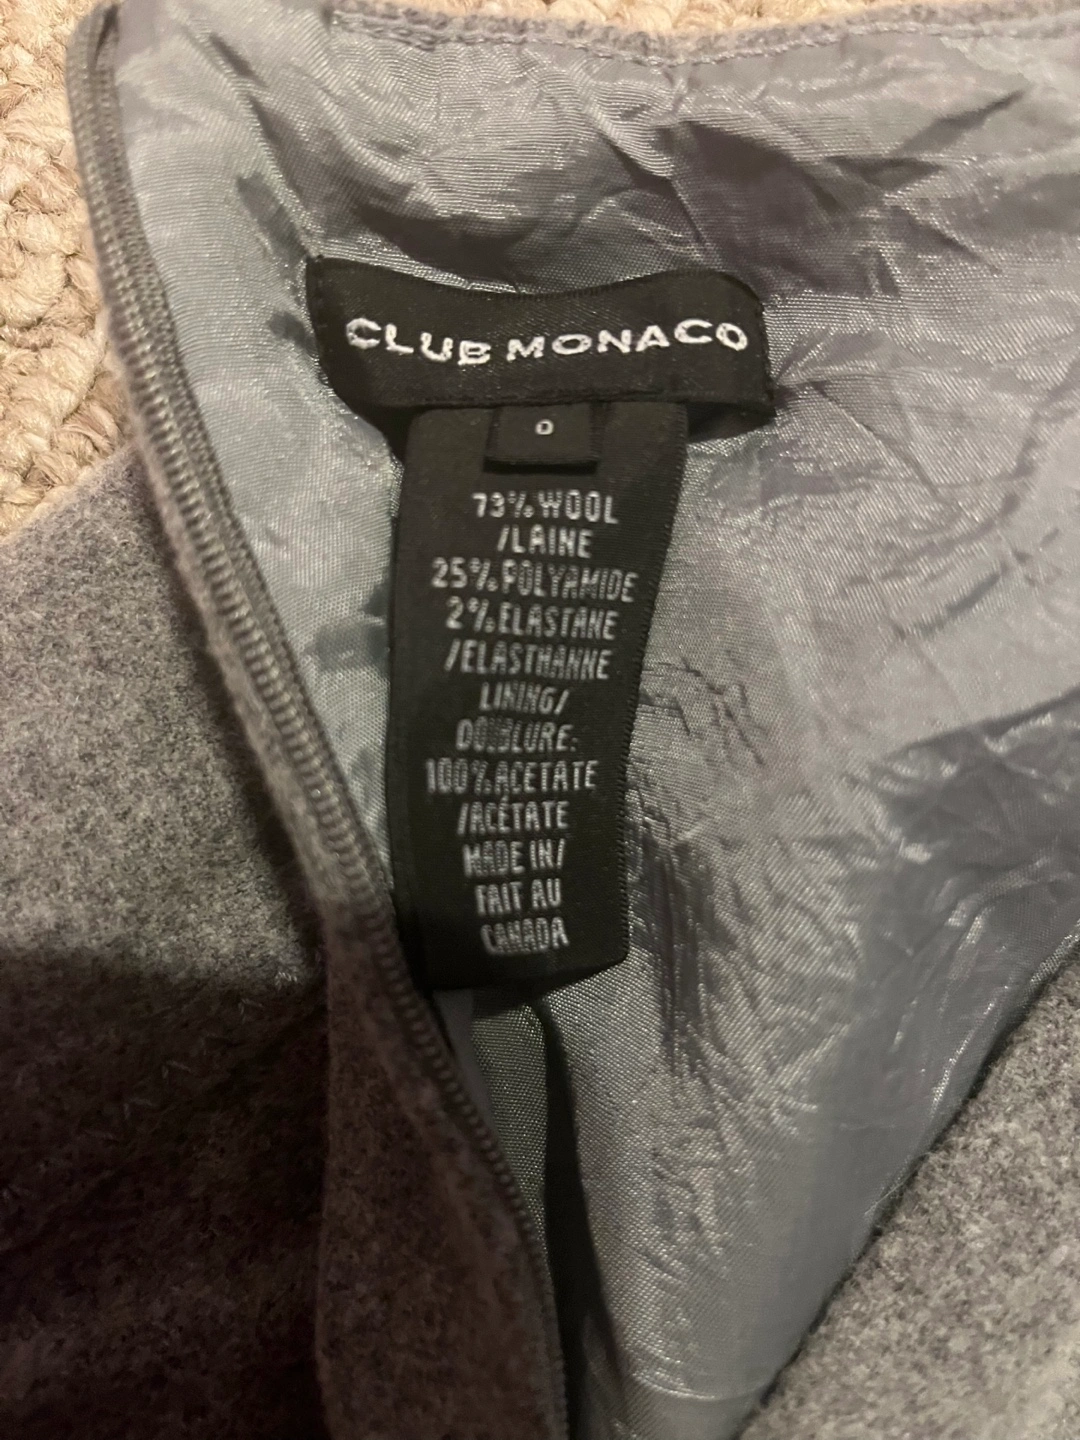 CLUB MONACO
0
73% WOOL
/LAINE
25% POLYAMIDE
2% ELASTANE
/ELASTHANNE
LINING/
DOUBLURE:
100% ACETATE
/ACÉTATE
MADE IN/
FAIT AU
CANADA